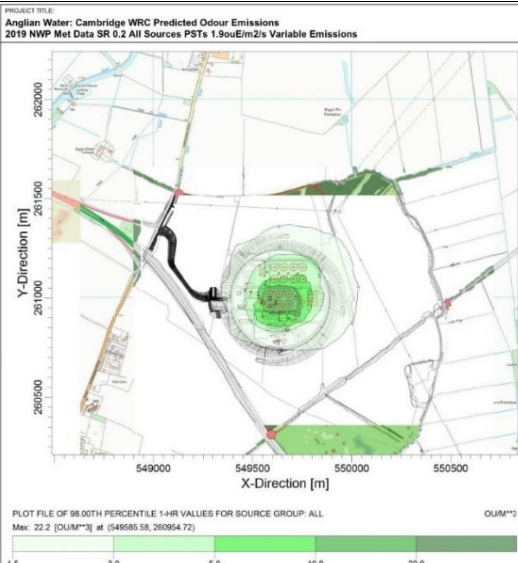 PROJECT TITLE:
Anglian Water: Cambridge WRC Predicted Odour Emissions
2019 NWP Met Data SR 0.2 All Sources PSTs 1.9ouE/m2/s Variable Emissions
262000
261500
261000
260500
Y-Direction [m]
549000
549500
550000
550500
X-Direction [m]
PLOT FILE OF 98.00TH PERCENTILE 1-HR VALUES FOR SOURCE GROUP: ALL
OU/M**3
Max: 22.2 [OU/M**3] at (549585.58, 260954.72)